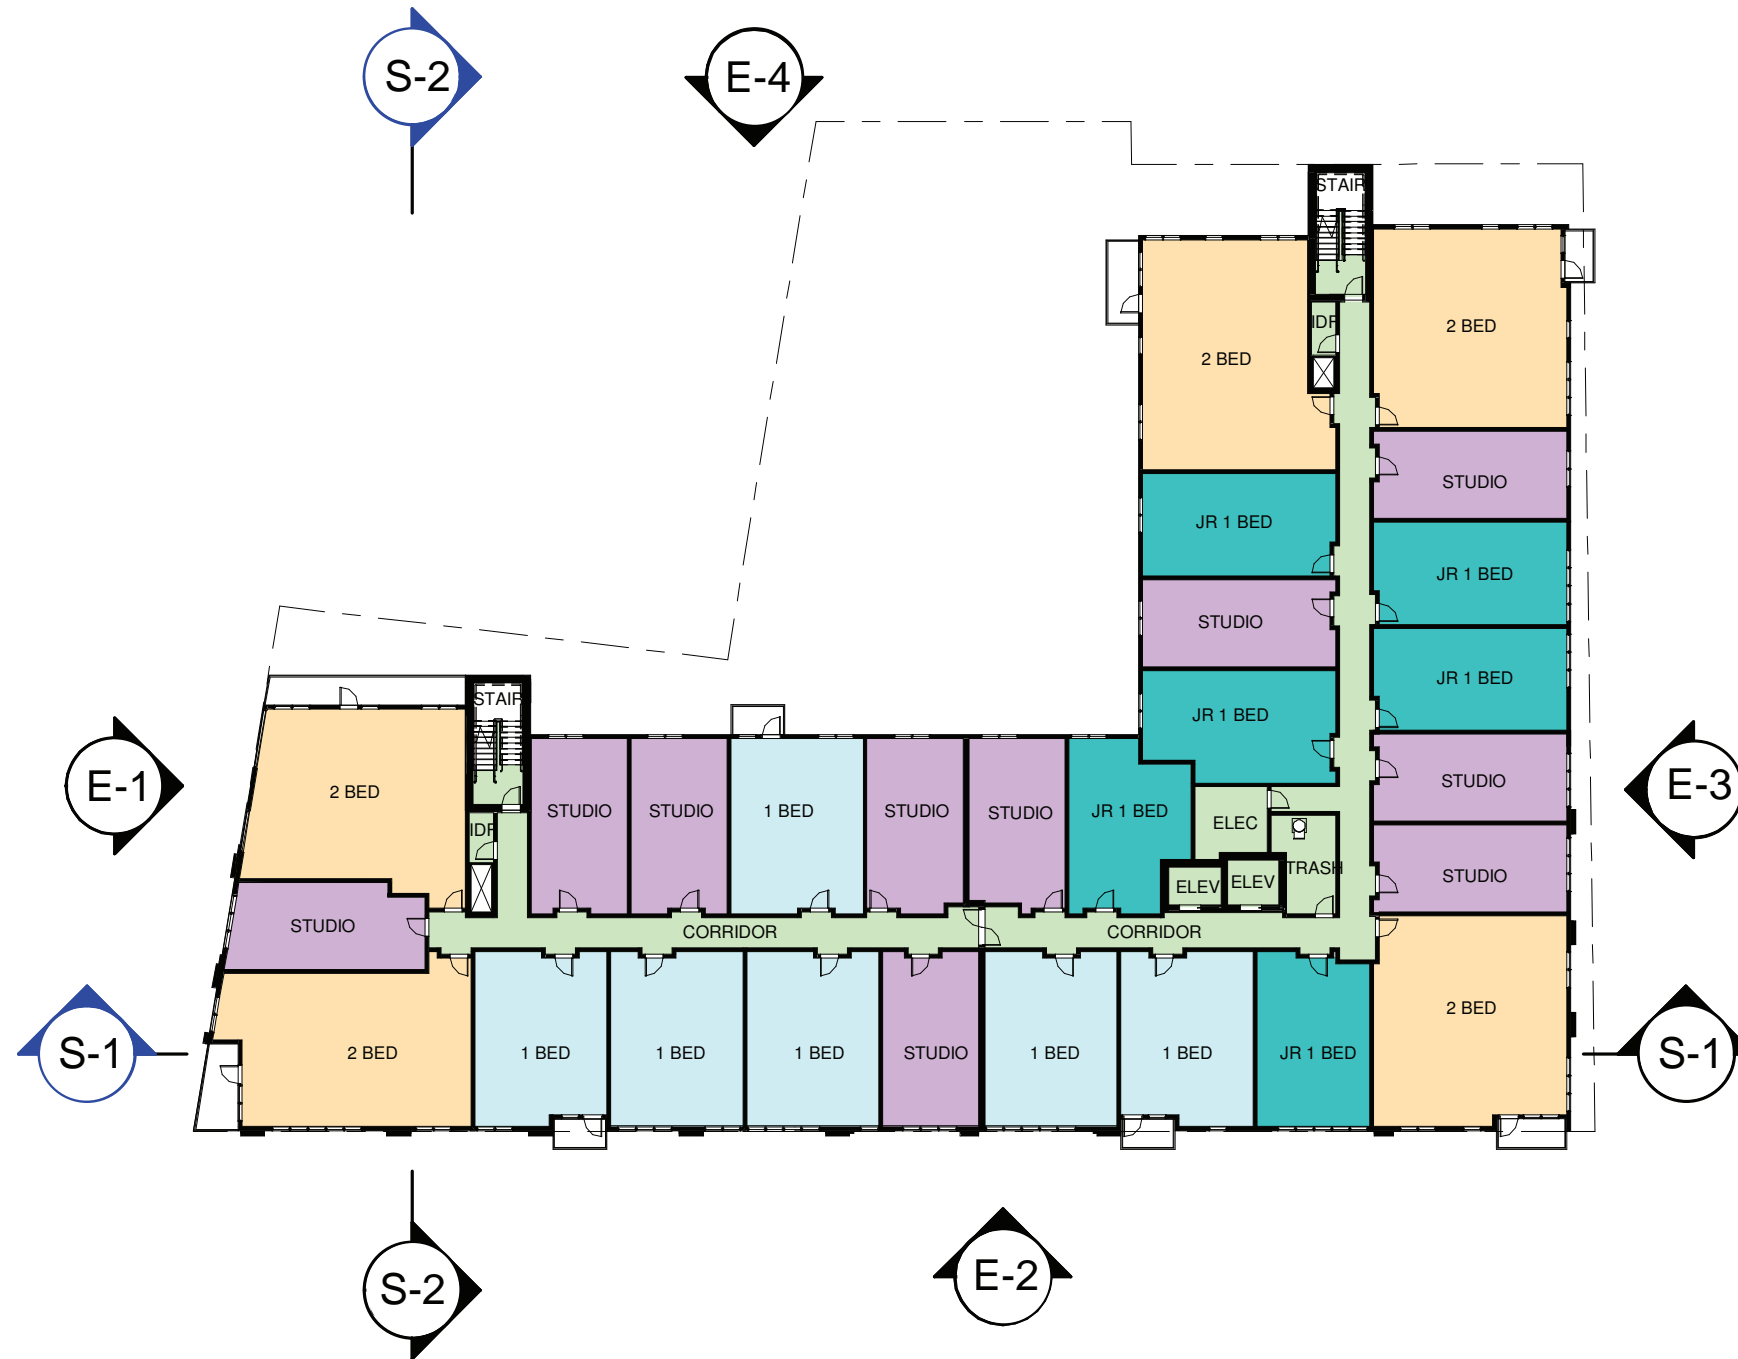 S-2
E-4
STAIR
IDF
2 BED
2 BED
STUDIO
JR 1 BED
JR 1 BED
STUDIO
JR 1 BED
JR 1 BED
STAIR
E-1
2 BED
STUDIO
E-3
STUDIO
STUDIO
1 BED
STUDIO
STUDIO
JR 1 BED
ELEC
IDF
TRASH
ELEV
ELEV
STUDIO
STUDIO
CORRIDOR
CORRIDOR
2 BED
S-1
2 BED
1 BED
1 BED
1 BED
STUDIO
1 BED
1 BED
JR 1 BED
S-1
S-2
E-2